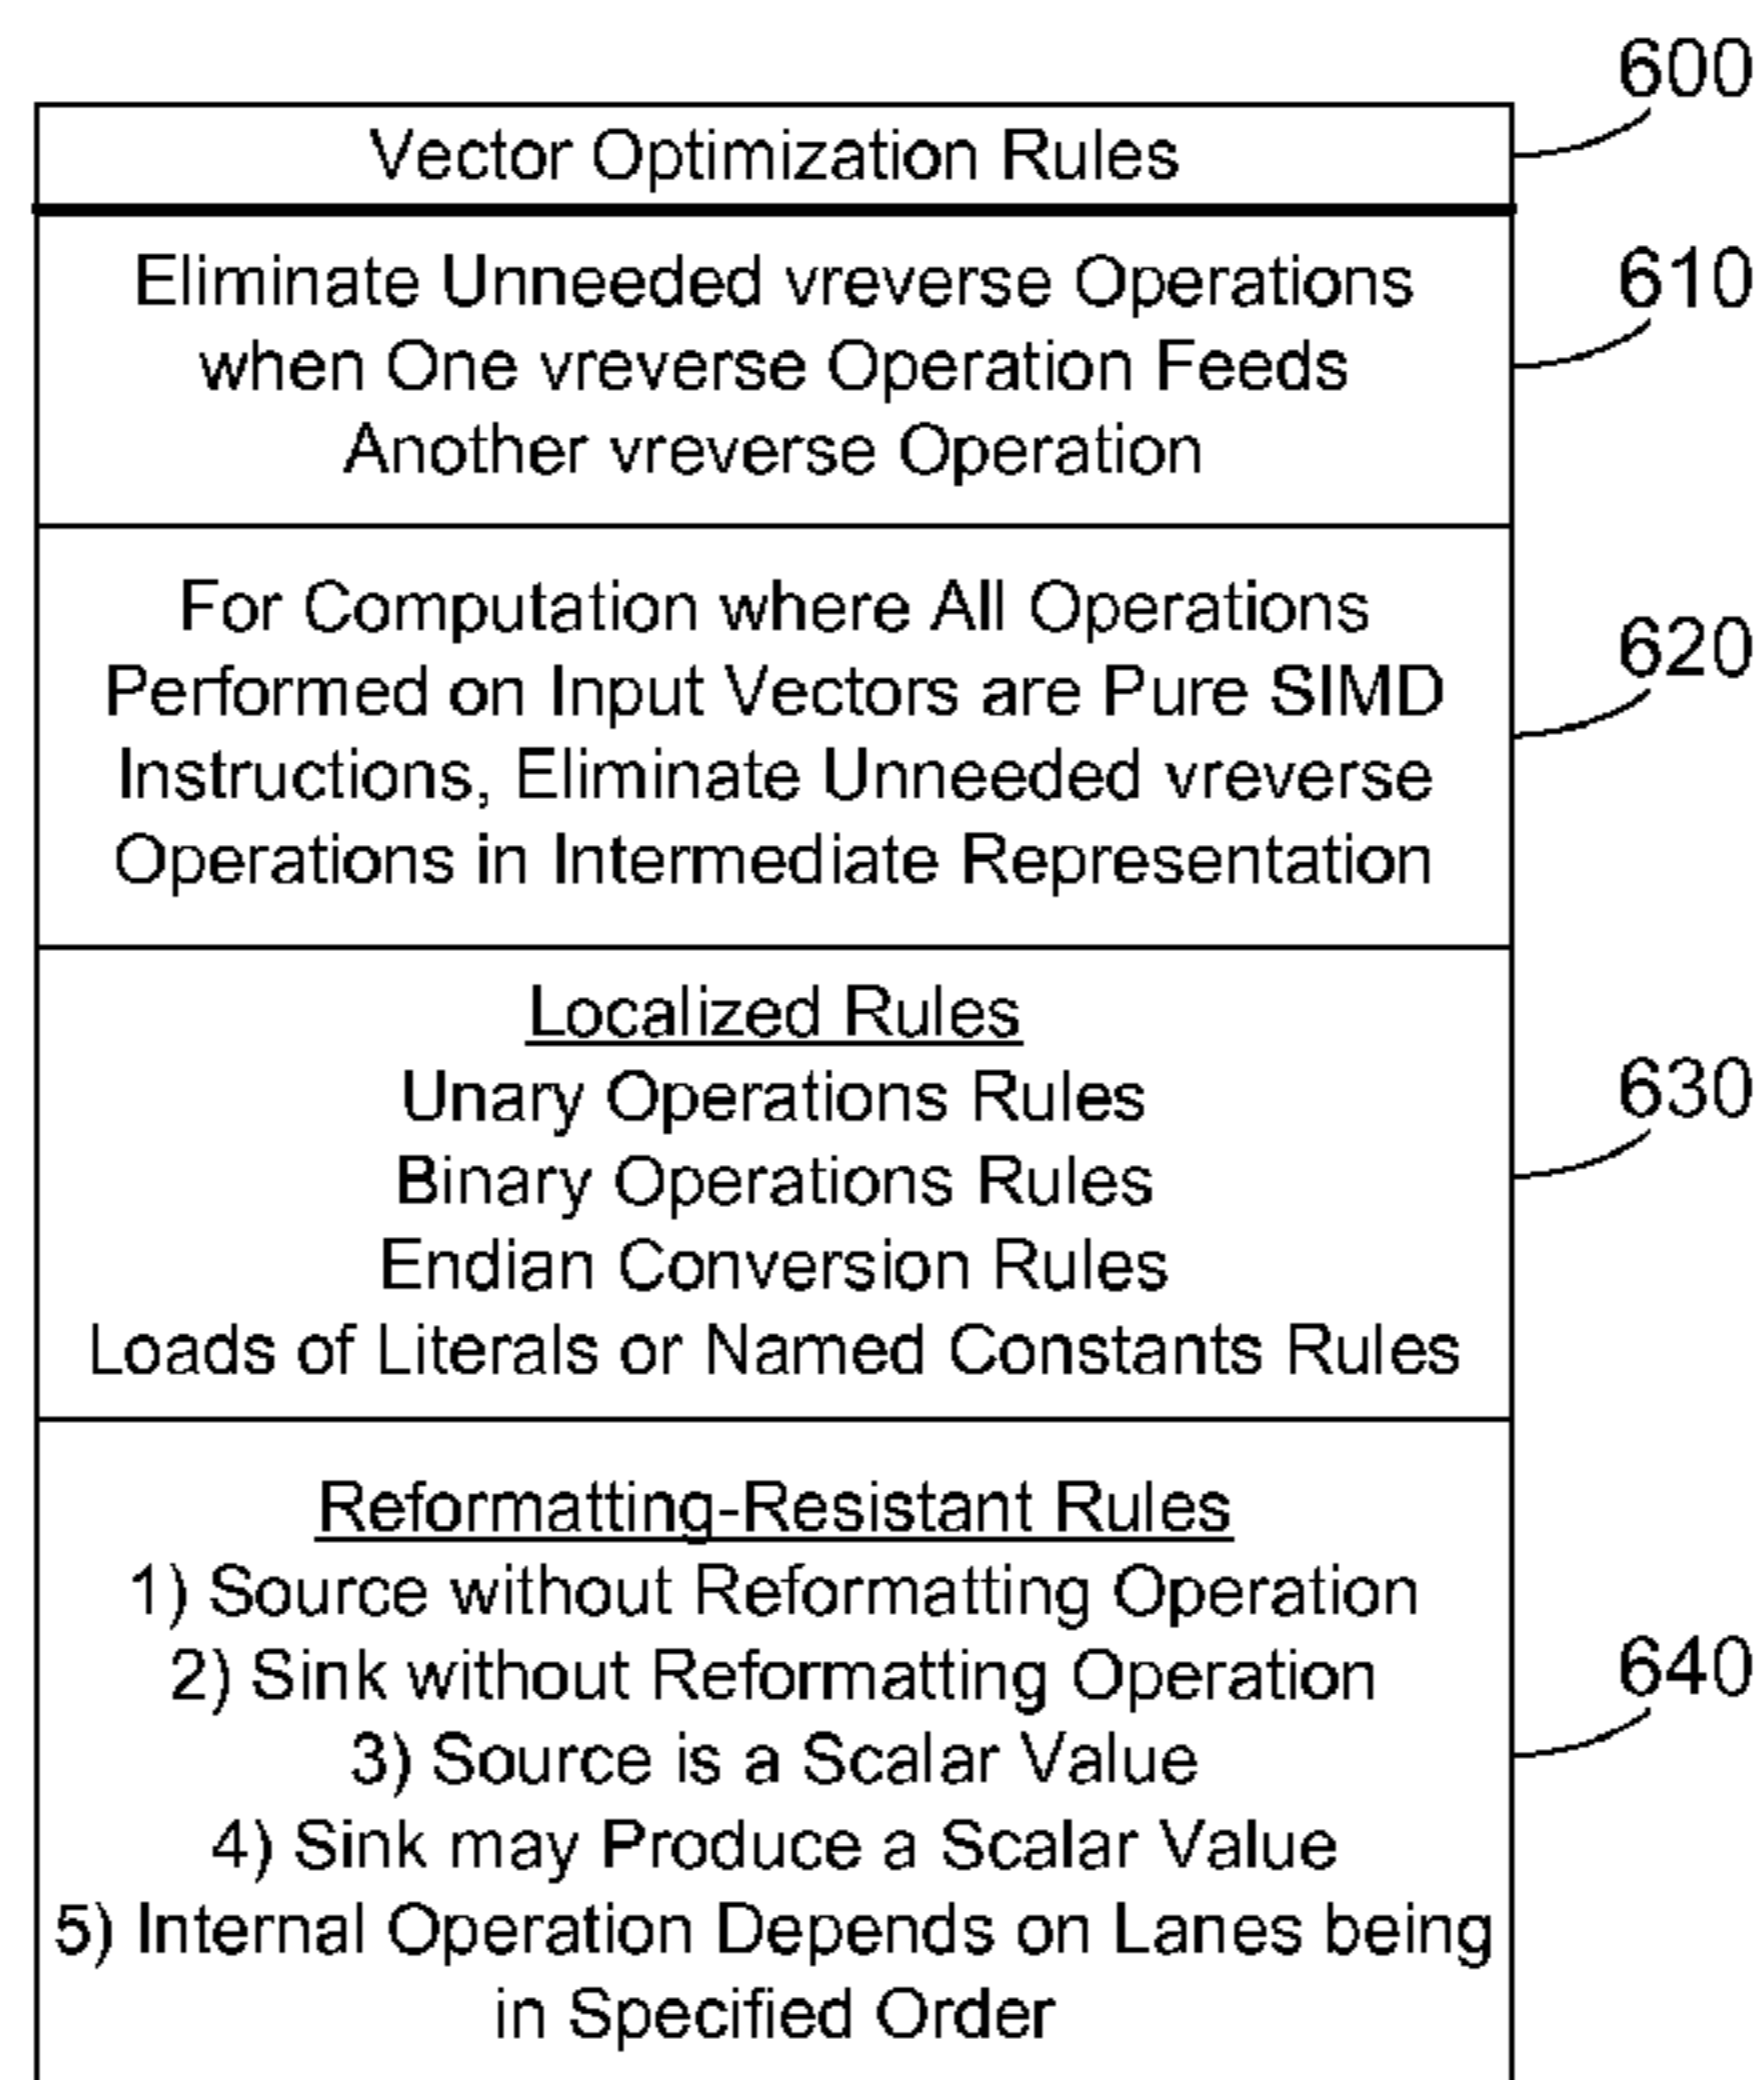 600
Vector Optimization Rules
610
Eliminate Unneeded vreverse Operations
when One vreverse Operation Feeds
Another vreverse Operation
620
For Computation where All Operations
Performed on Input Vectors are Pure SIMD
Instructions, Eliminate Unneeded vreverse
Operations in Intermediate Representation
630
Localized Rules
Unary Operations Rules
Binary Operations Rules
Endian Conversion Rules
Loads of Literals or Named Constants Rules
640
Reformatting-Resistant Rules
1) Source without Reformatting Operation
2) Sink without Reformatting Operation
3) Source is a Scalar Value
4) Sink may Produce a Scalar Value
5) Internal Operation Depends on Lanes being
in Specified Order